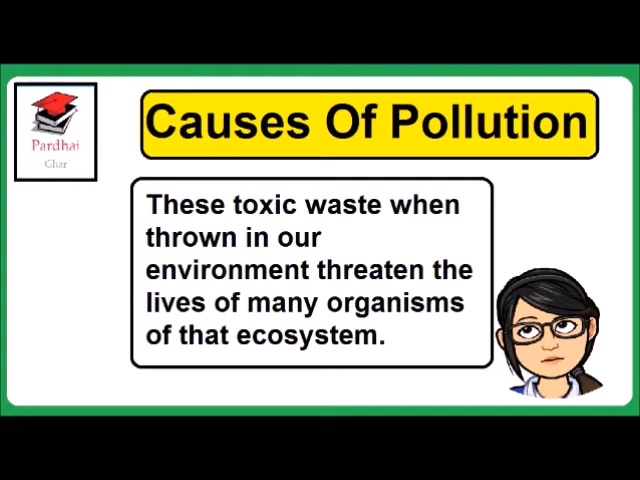 Causes Of Pollution
Pardhai
Ghar
These toxic waste when
thrown in our
environment threaten the
lives of many organisms
of that ecosystem.